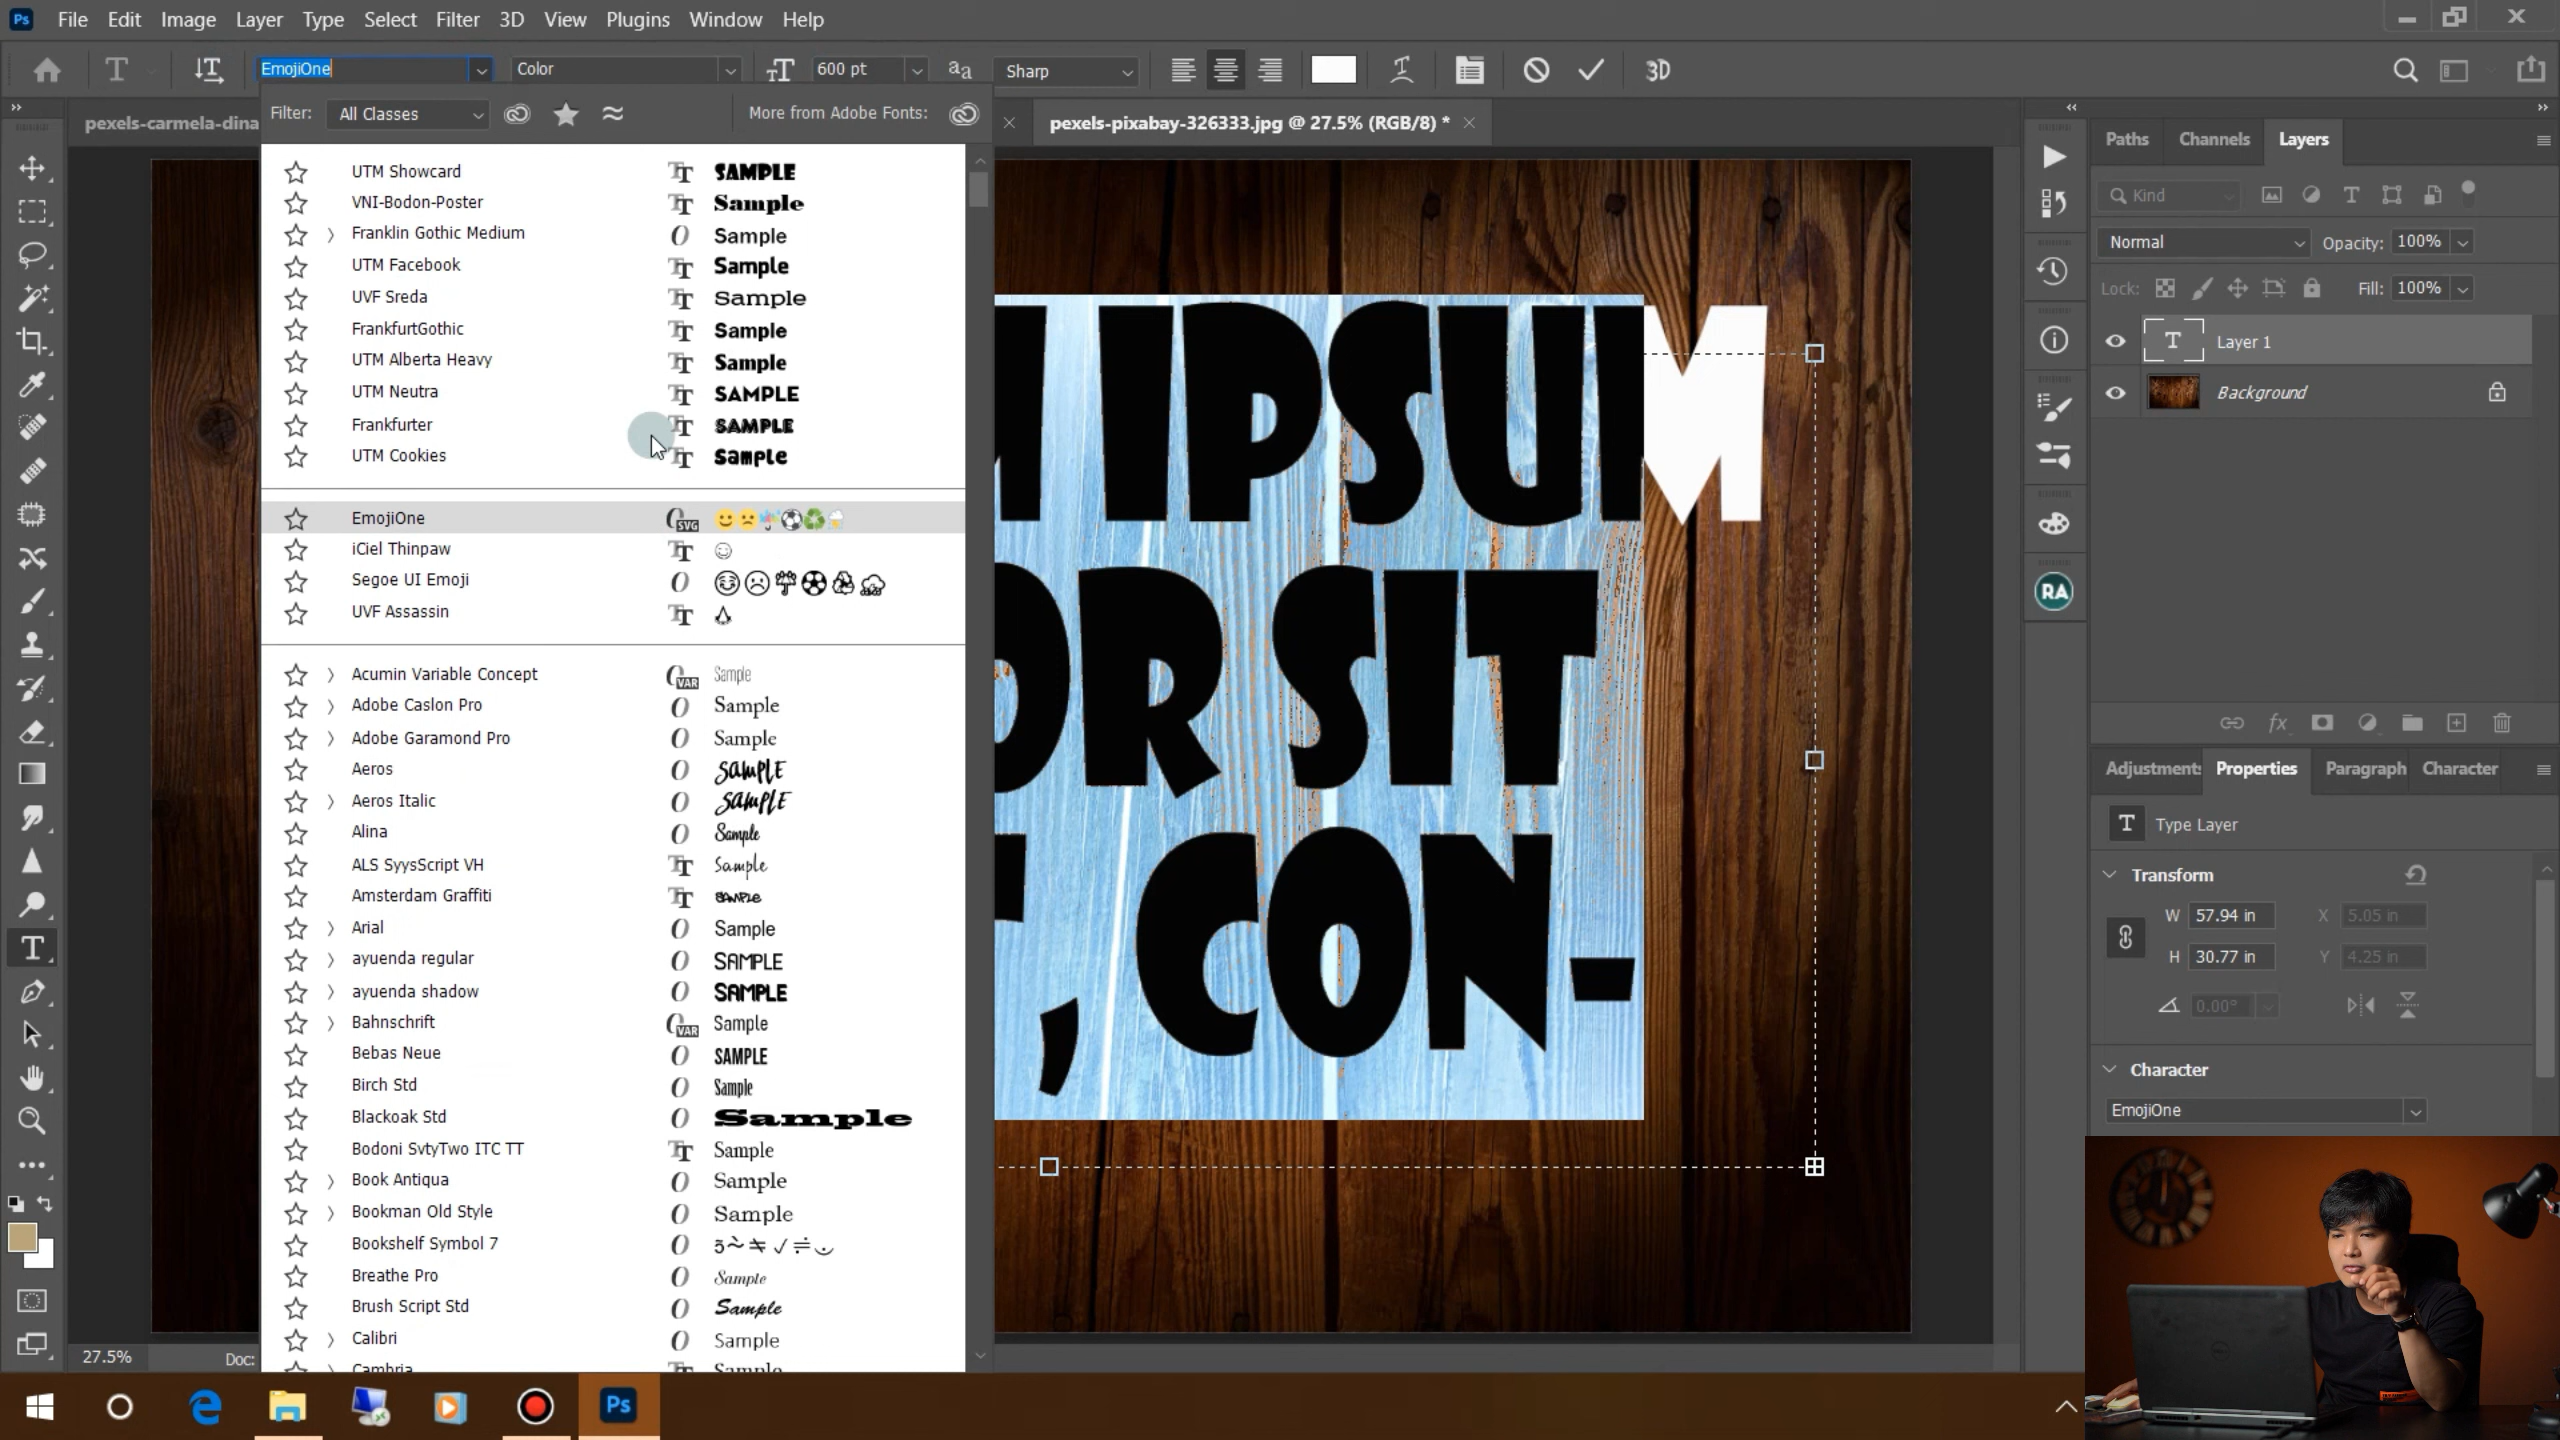 Ps File Edit Image Layer Type Select Filter 3D View Plugins Window Help
EmojiOne Color 600 pt Sharp 3D
Filter: All Classes More from Adobe Fonts:
pexels-carmela-dina
pexels-pixabay-326333.jpg @ 27.5% (RGB/8) *
UTM Showcard SAMPLE
VNI-Bodon-Poster Sample
Franklin Gothic Medium Sample
UTM Facebook Sample
UVF Sreda Sample
FrankfurtGothic Sample
UTM Alberta Heavy Sample
UTM Neutra SAMPLE
Frankfurter SAMPLE
UTM Cookies Sample
EmojiOne SVG
iCiel Thinpaw
Segoe UI Emoji
UVF Assassin
Acumin Variable Concept VAR Sample
Adobe Caslon Pro Sample
Adobe Garamond Pro Sample
Aeros SAMPLE
Aeros Italic SAMPLE
Alina Sample
ALS SyysScript VH Sample
Amsterdam Graffiti SAMPLE
Arial Sample
ayuenda regular SAMPLE
ayuenda shadow SAMPLE
Bahnschrift VAR Sample
Bebas Neue SAMPLE
Birch Std Sample
Blackoak Std Sample
Bodoni SvtyTwo ITC TT Sample
Book Antiqua Sample
Bookman Old Style Sample
Bookshelf Symbol 7
Breathe Pro Sample
Brush Script Std Sample
Calibri Sample
Cambria Sample
M IPSUM
OR SIT
, CON-
27.5% Doc:
Paths Channels Layers
Kind
Normal Opacity: 100%
Lock: Fill: 100%
T Layer 1
Background
RA
fx
Adjustments Properties Paragraph Character
T Type Layer
Transform
W 57.94 in X 5.05 in
H 30.77 in Y 4.25 in
0.00°
Character
EmojiOne
Ps